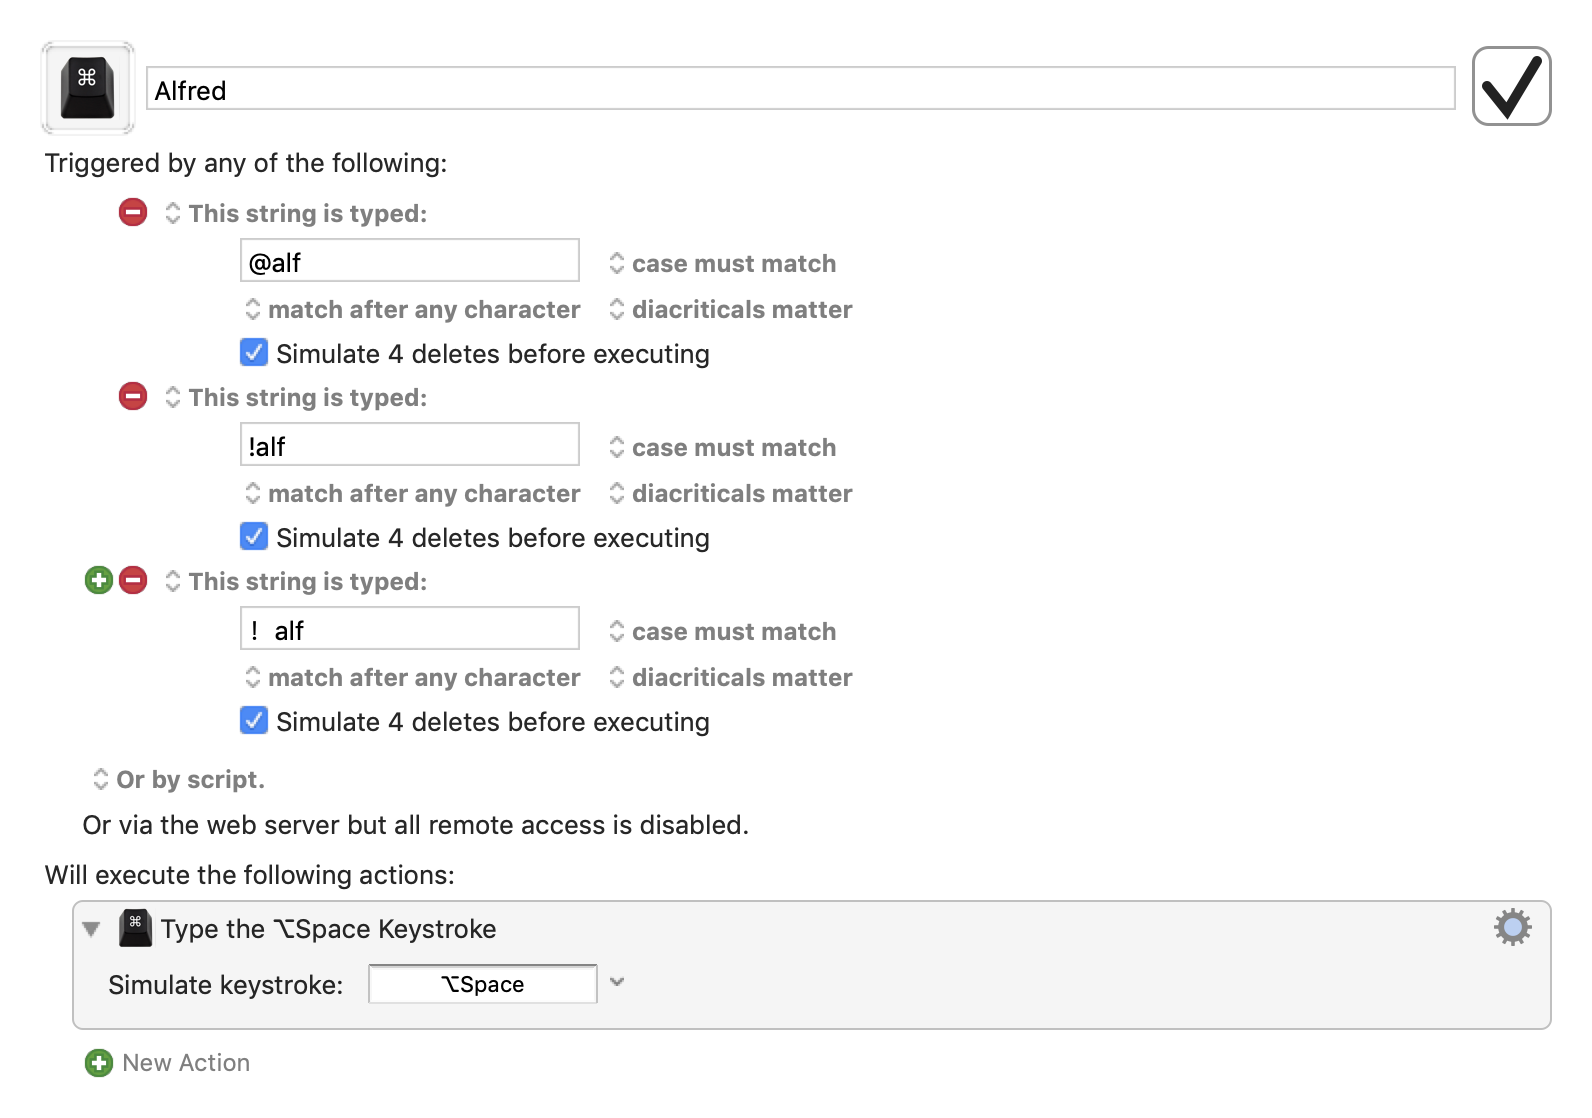 ⌘ Alfred
Triggered by any of the following:
This string is typed:
@alf case must match
match after any character diacriticals matter
Simulate 4 deletes before executing
This string is typed:
!alf case must match
match after any character diacriticals matter
Simulate 4 deletes before executing
This string is typed:
！alf case must match
match after any character diacriticals matter
Simulate 4 deletes before executing
Or by script.
Or via the web server but all remote access is disabled.
Will execute the following actions:
⌘ Type the ⌥Space Keystroke
Simulate keystroke: ⌥Space
New Action